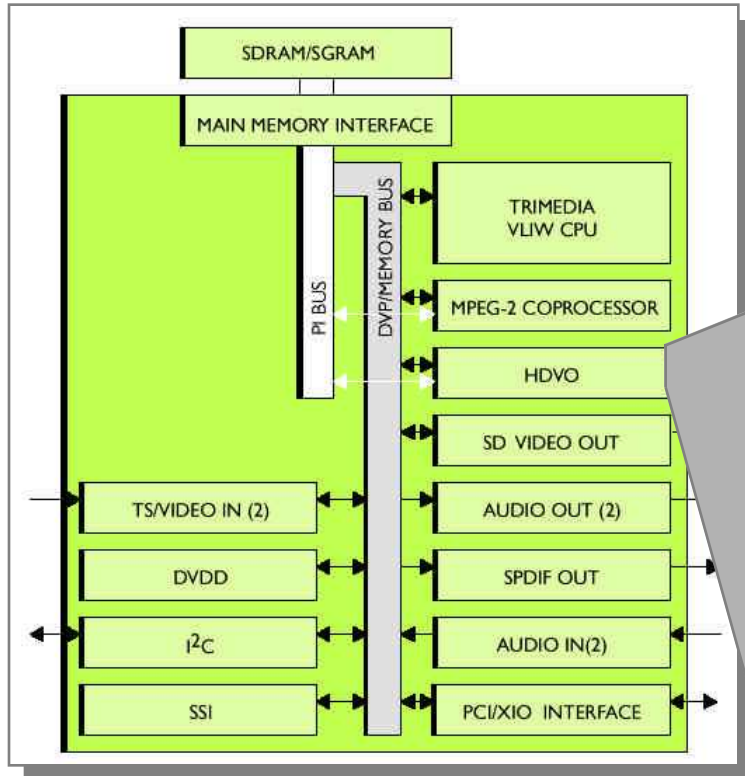 SDRAM/SGRAM
MAIN MEMORY INTERFACE
PI BUS
DVP/MEMORY BUS
TRIMEDIA
VLIW CPU
MPEG-2 COPROCESSOR
HDVO
SD VIDEO OUT
TS/VIDEO IN (2)
AUDIO OUT (2)
DVDD
SPDIF OUT
I²C
AUDIO IN(2)
SSI
PCI/XIO INTERFACE